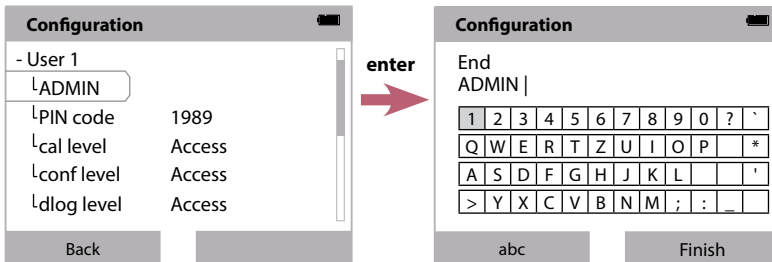 Configuration
- User 1
└ADMIN
└PIN code 1989
└cal level Access
└conf level Access
└dlog level Access
Back
enter
Configuration
End
ADMIN |
1 2 3 4 5 6 7 8 9 0 ? `
Q W E R T Z U I O P *
A S D F G H J K L '
> Y X C V B N M ; : _
abc Finish